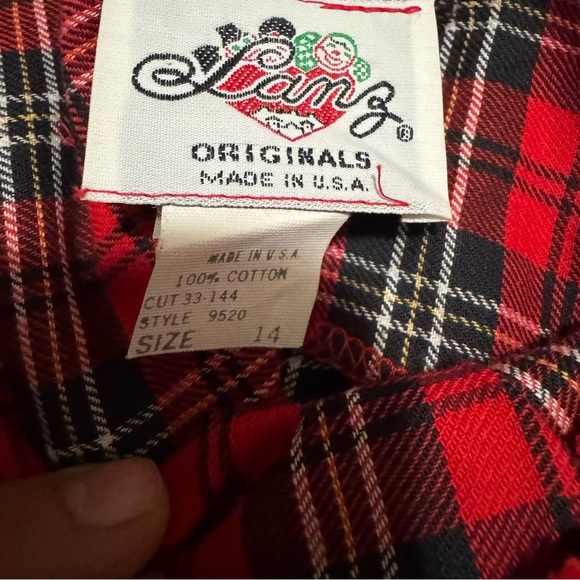 Lanz®
ORIGINALS
MADE IN U.S.A.
MADE IN U.S.A.
100% COTTON
CUT 33-144
STYLE 9520
SIZE 14